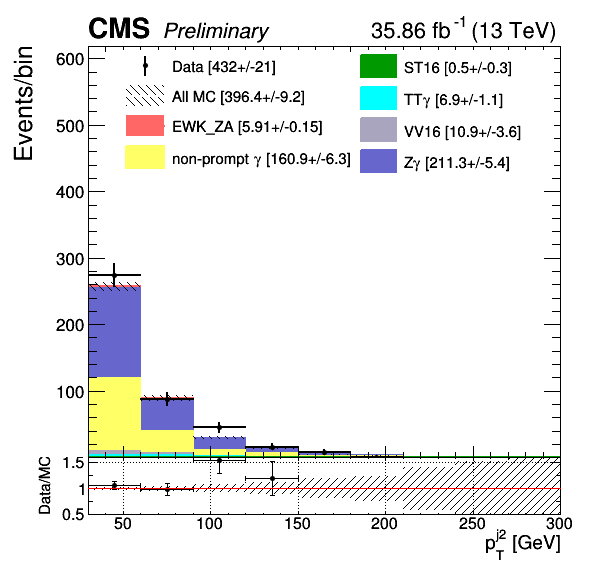 CMS Preliminary 35.86 fb⁻¹ (13 TeV)
Events/bin
600
500
400
300
200
100
Data [432+/-21]
All MC [396.4+/-9.2]
EWK_ZA [5.91+/-0.15]
non-prompt γ [160.9+/-6.3]
ST16 [0.5+/-0.3]
TTγ [6.9+/-1.1]
VV16 [10.9+/-3.6]
Zγ [211.3+/-5.4]
Data/MC
1.5
1
0.5
50 100 150 200 250 300
p_T^j2 [GeV]